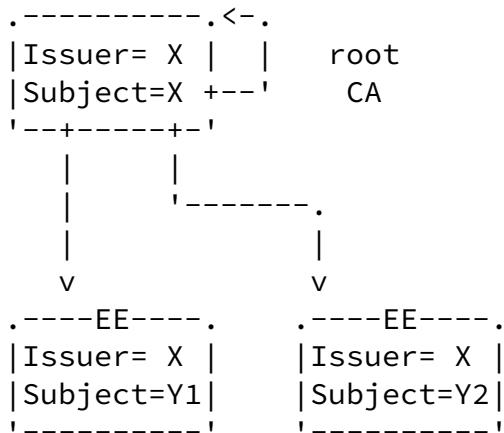 .----------.<-.
|Issuer= X |  |   root
|Subject=X +--'    CA
'--+-----+-'
   |     |
   |     '-------.
   |             |
   v             v
.----EE----.    .----EE----.
|Issuer= X |    |Issuer= X |
|Subject=Y1|    |Subject=Y2|
'----------'    '----------'